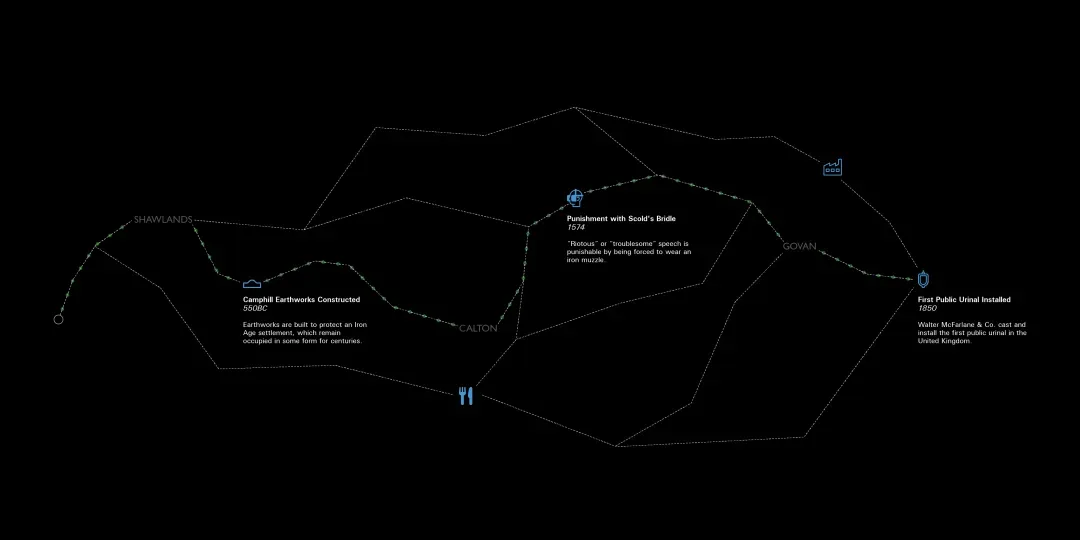 SHAWLANDS
Camphill Earthworks Constructed
550BC
Earthworks are built to protect an Iron
Age settlement, which remain
occupied in some form for centuries.
CALTON
Punishment with Scold's Bridle
1574
"Riotous" or "troublesome" speech is
punishable by being forced to wear an
iron muzzle.
GOVAN
First Public Urinal Installed
1850
Walter McFarlane & Co. cast and
install the first public urinal in the
United Kingdom.